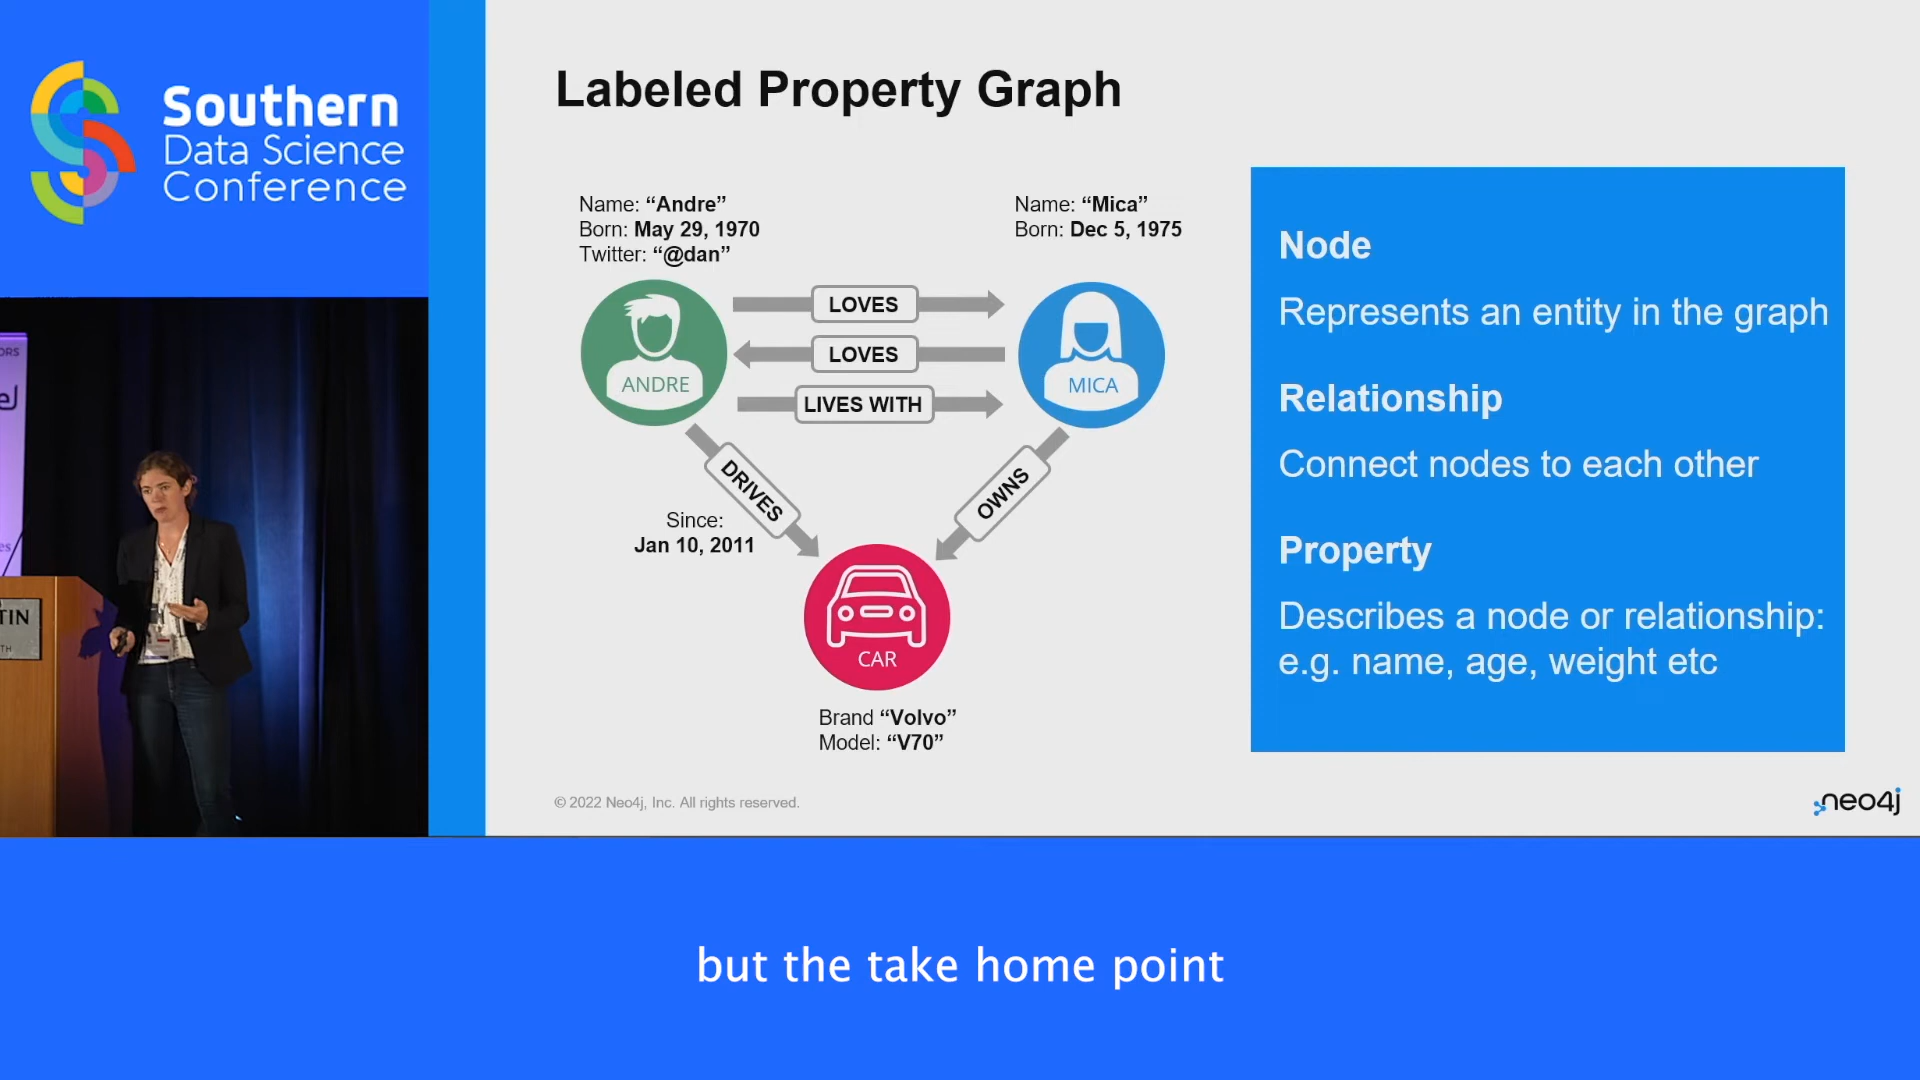 Southern
Data Science
Conference
Labeled Property Graph
Name: “Andre”
Born: May 29, 1970
Twitter: “@dan”
Name: “Mica”
Born: Dec 5, 1975
LOVES
LOVES
LIVES WITH
ANDRE
MICA
DRIVES
OWNS
Since:
Jan 10, 2011
CAR
Brand “Volvo”
Model: “V70”
Node
Represents an entity in the graph
Relationship
Connect nodes to each other
Property
Describes a node or relationship:
e.g. name, age, weight etc
© 2022 Neo4j, Inc. All rights reserved.
neo4j
TIN
but the take home point